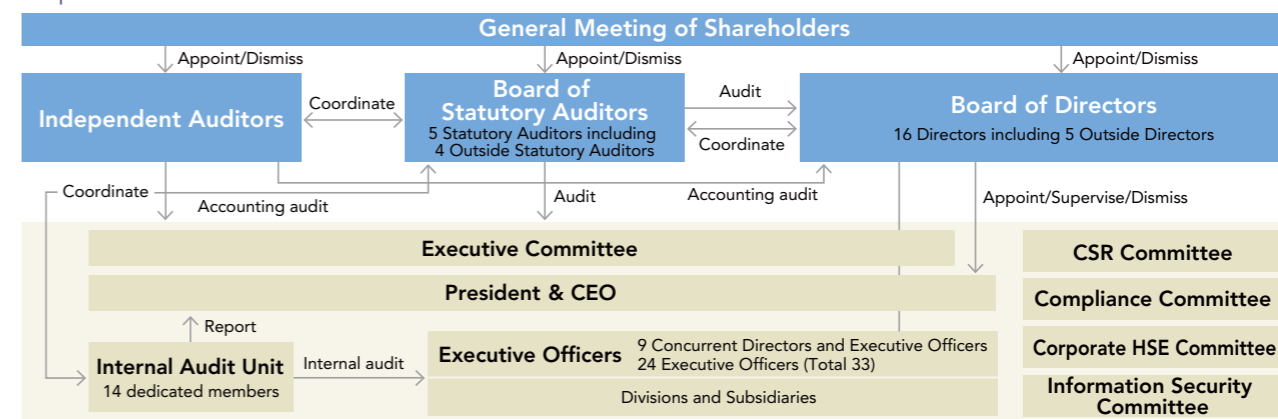 General Meeting of Shareholders
Appoint/Dismiss
Appoint/Dismiss
Appoint/Dismiss
Independent Auditors
Coordinate
Board of
Statutory Auditors
5 Statutory Auditors including
4 Outside Statutory Auditors
Audit
Coordinate
Board of Directors
16 Directors including 5 Outside Directors
Coordinate
Accounting audit
Audit
Accounting audit
Appoint/Supervise/Dismiss
Executive Committee
President & CEO
Report
Internal Audit Unit
14 dedicated members
Internal audit
Executive Officers
9 Concurrent Directors and Executive Officers
24 Executive Officers (Total 33)
Divisions and Subsidiaries
CSR Committee
Compliance Committee
Corporate HSE Committee
Information Security
Committee